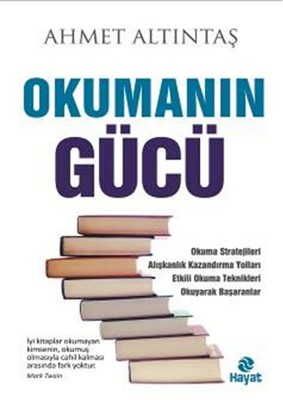 AHMET ALTINTAŞ
OKUMANIN
GÜCÜ
Okuma Stratejileri
Alışkanlık Kazandırma Yolları
Etkili Okuma Teknikleri
Okuyarak Başaranlar
İyi kitaplar okumayan
kimsenin, okumuş
olmasıyla cahil kalması
arasında fark yoktur.
Mark Twain
Hayat